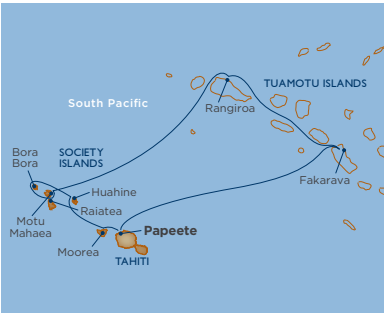 TUAMOTU ISLANDS
South Pacific
Rangiroa
Bora
Bora
SOCIETY
ISLANDS
Fakarava
Huahine
Raiatea
Motu
Mahaea
Papeete
Moorea
TAHITI